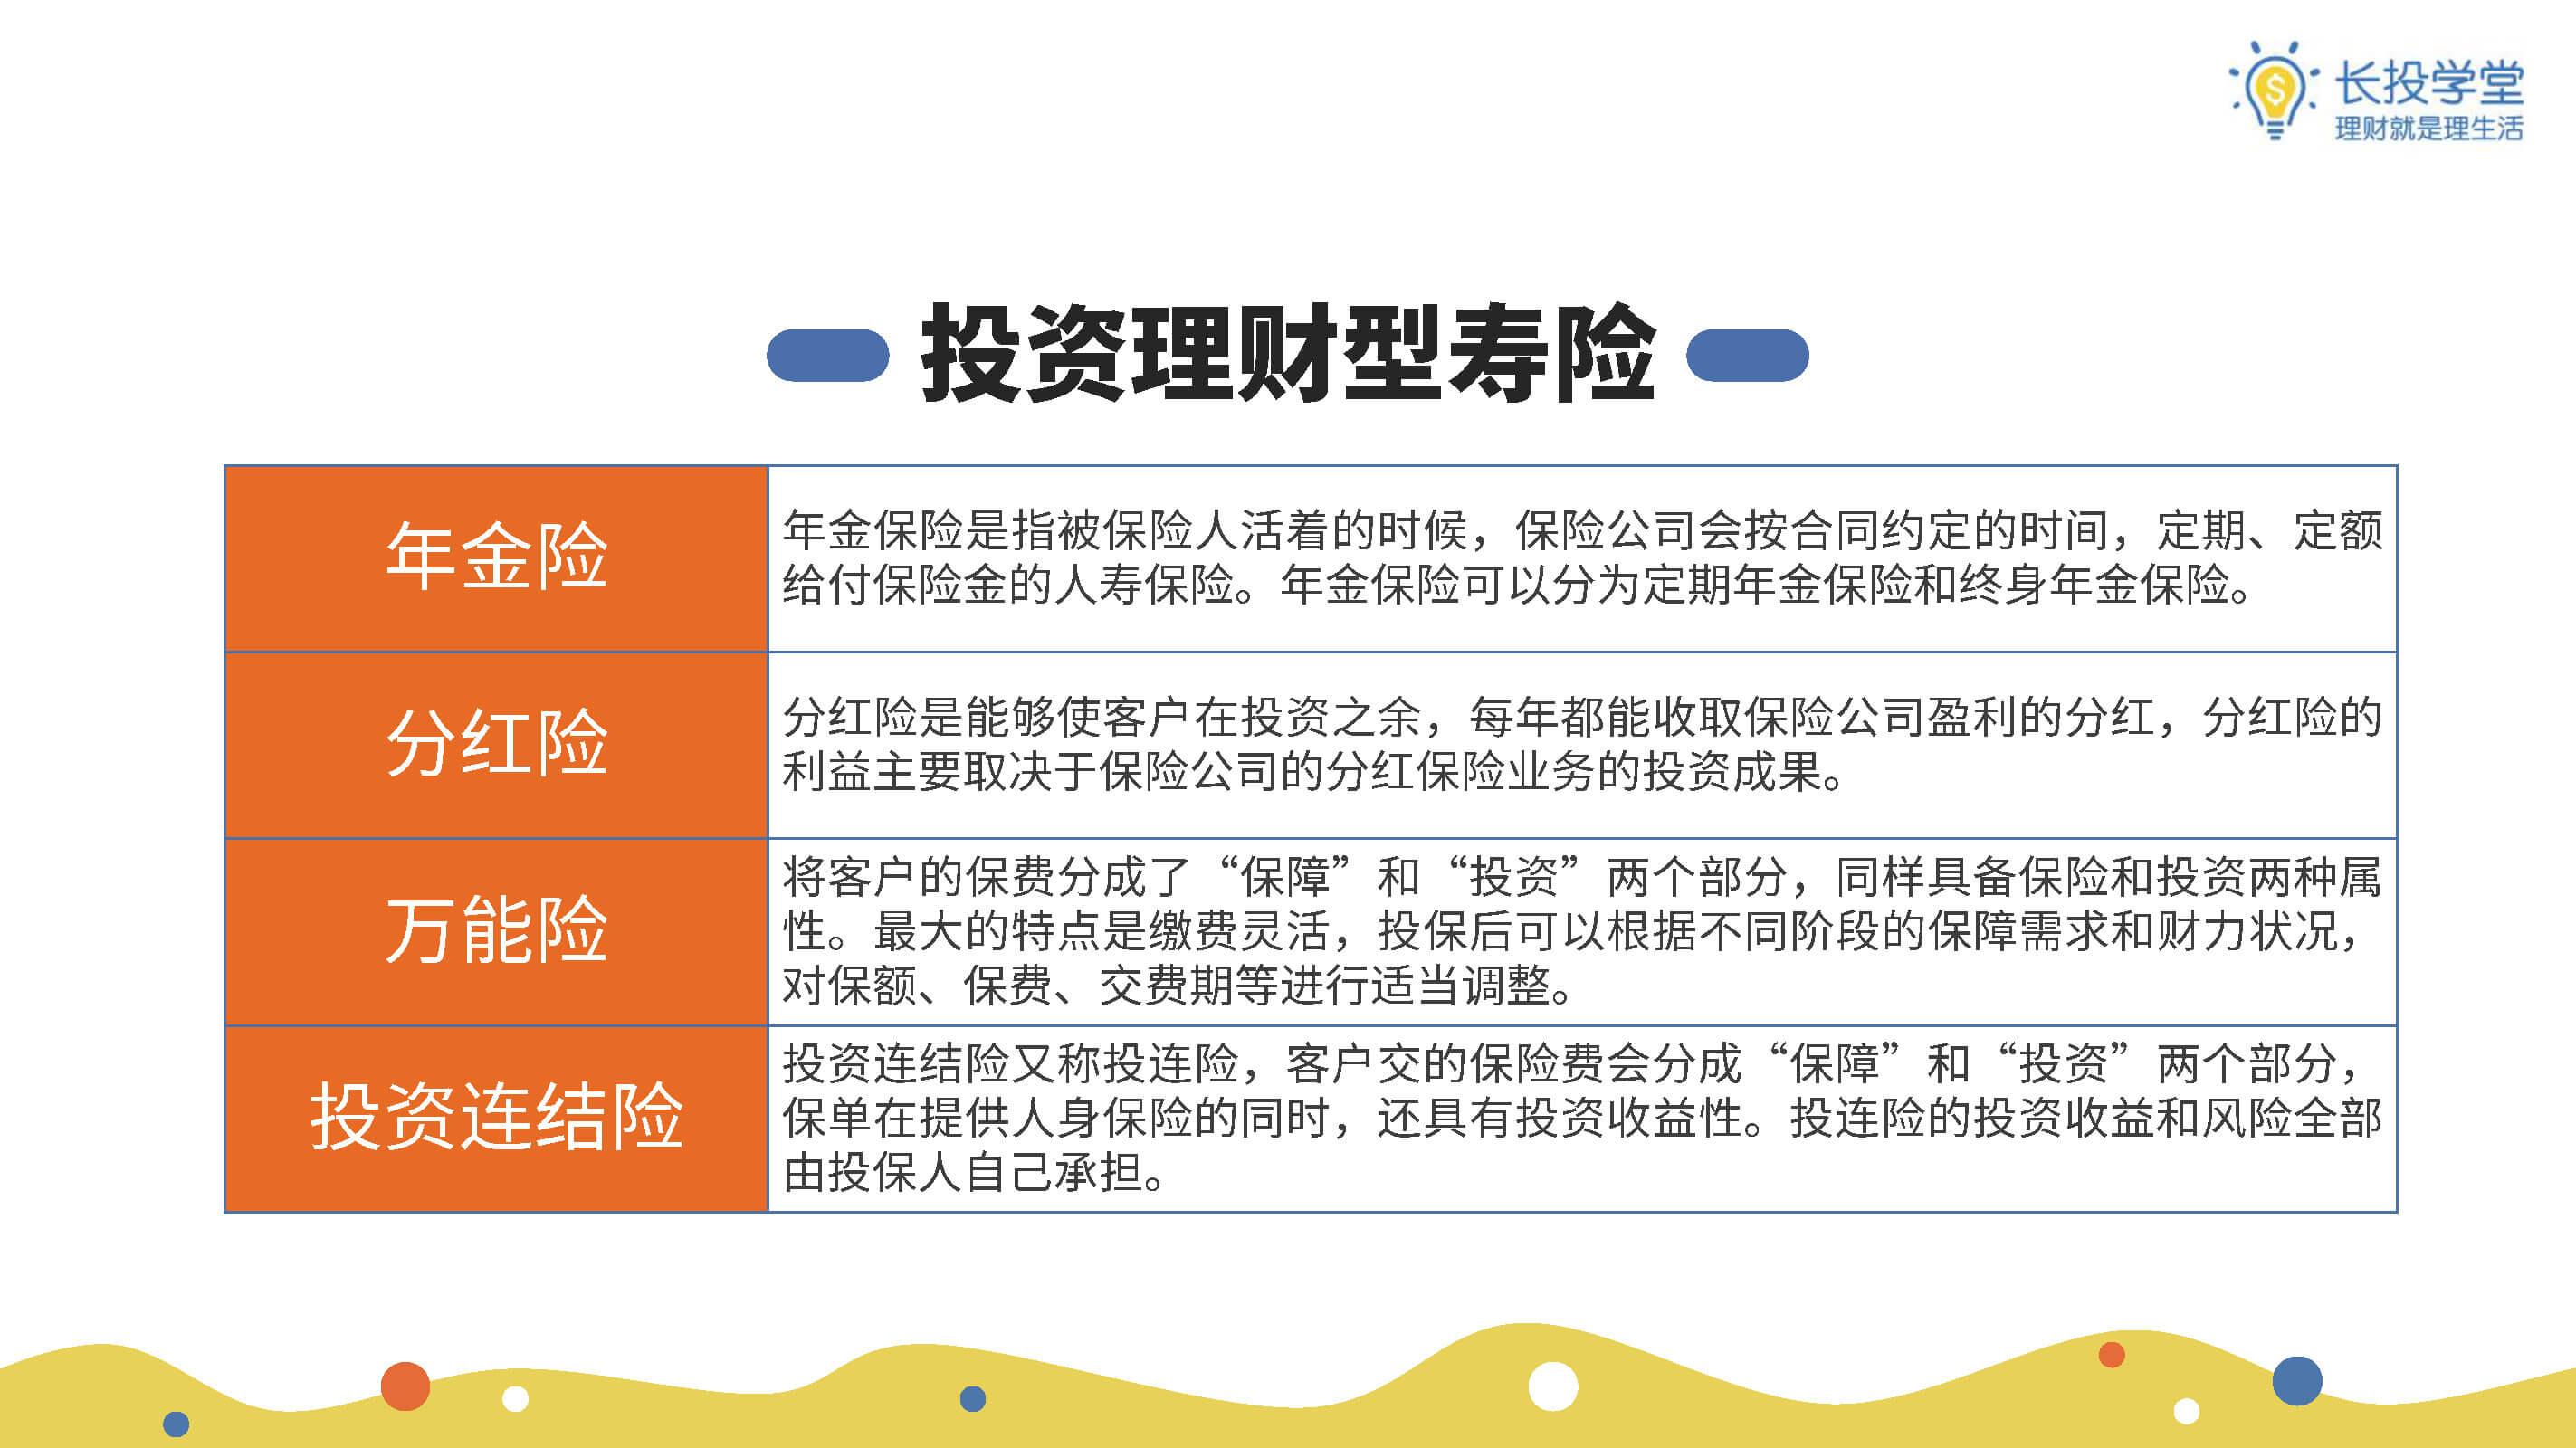 长投学堂
理财就是理生活
投资理财型寿险
年金险
年金保险是指被保险人活着的时候，保险公司会按合同约定的时间，定期、定额
给付保险金的人寿保险。年金保险可以分为定期年金保险和终身年金保险。
分红险
分红险是能够使客户在投资之余，每年都能收取保险公司盈利的分红，分红险的
利益主要取决于保险公司的分红保险业务的投资成果。
万能险
将客户的保费分成了“保障”和“投资”两个部分，同样具备保险和投资两种属
性。最大的特点是缴费灵活，投保后可以根据不同阶段的保障需求和财力状况，
对保额、保费、交费期等进行适当调整。
投资连结险
投资连结险又称投连险，客户交的保险费会分成“保障”和“投资”两个部分，
保单在提供人身保险的同时，还具有投资收益性。投连险的投资收益和风险全部
由投保人自己承担。